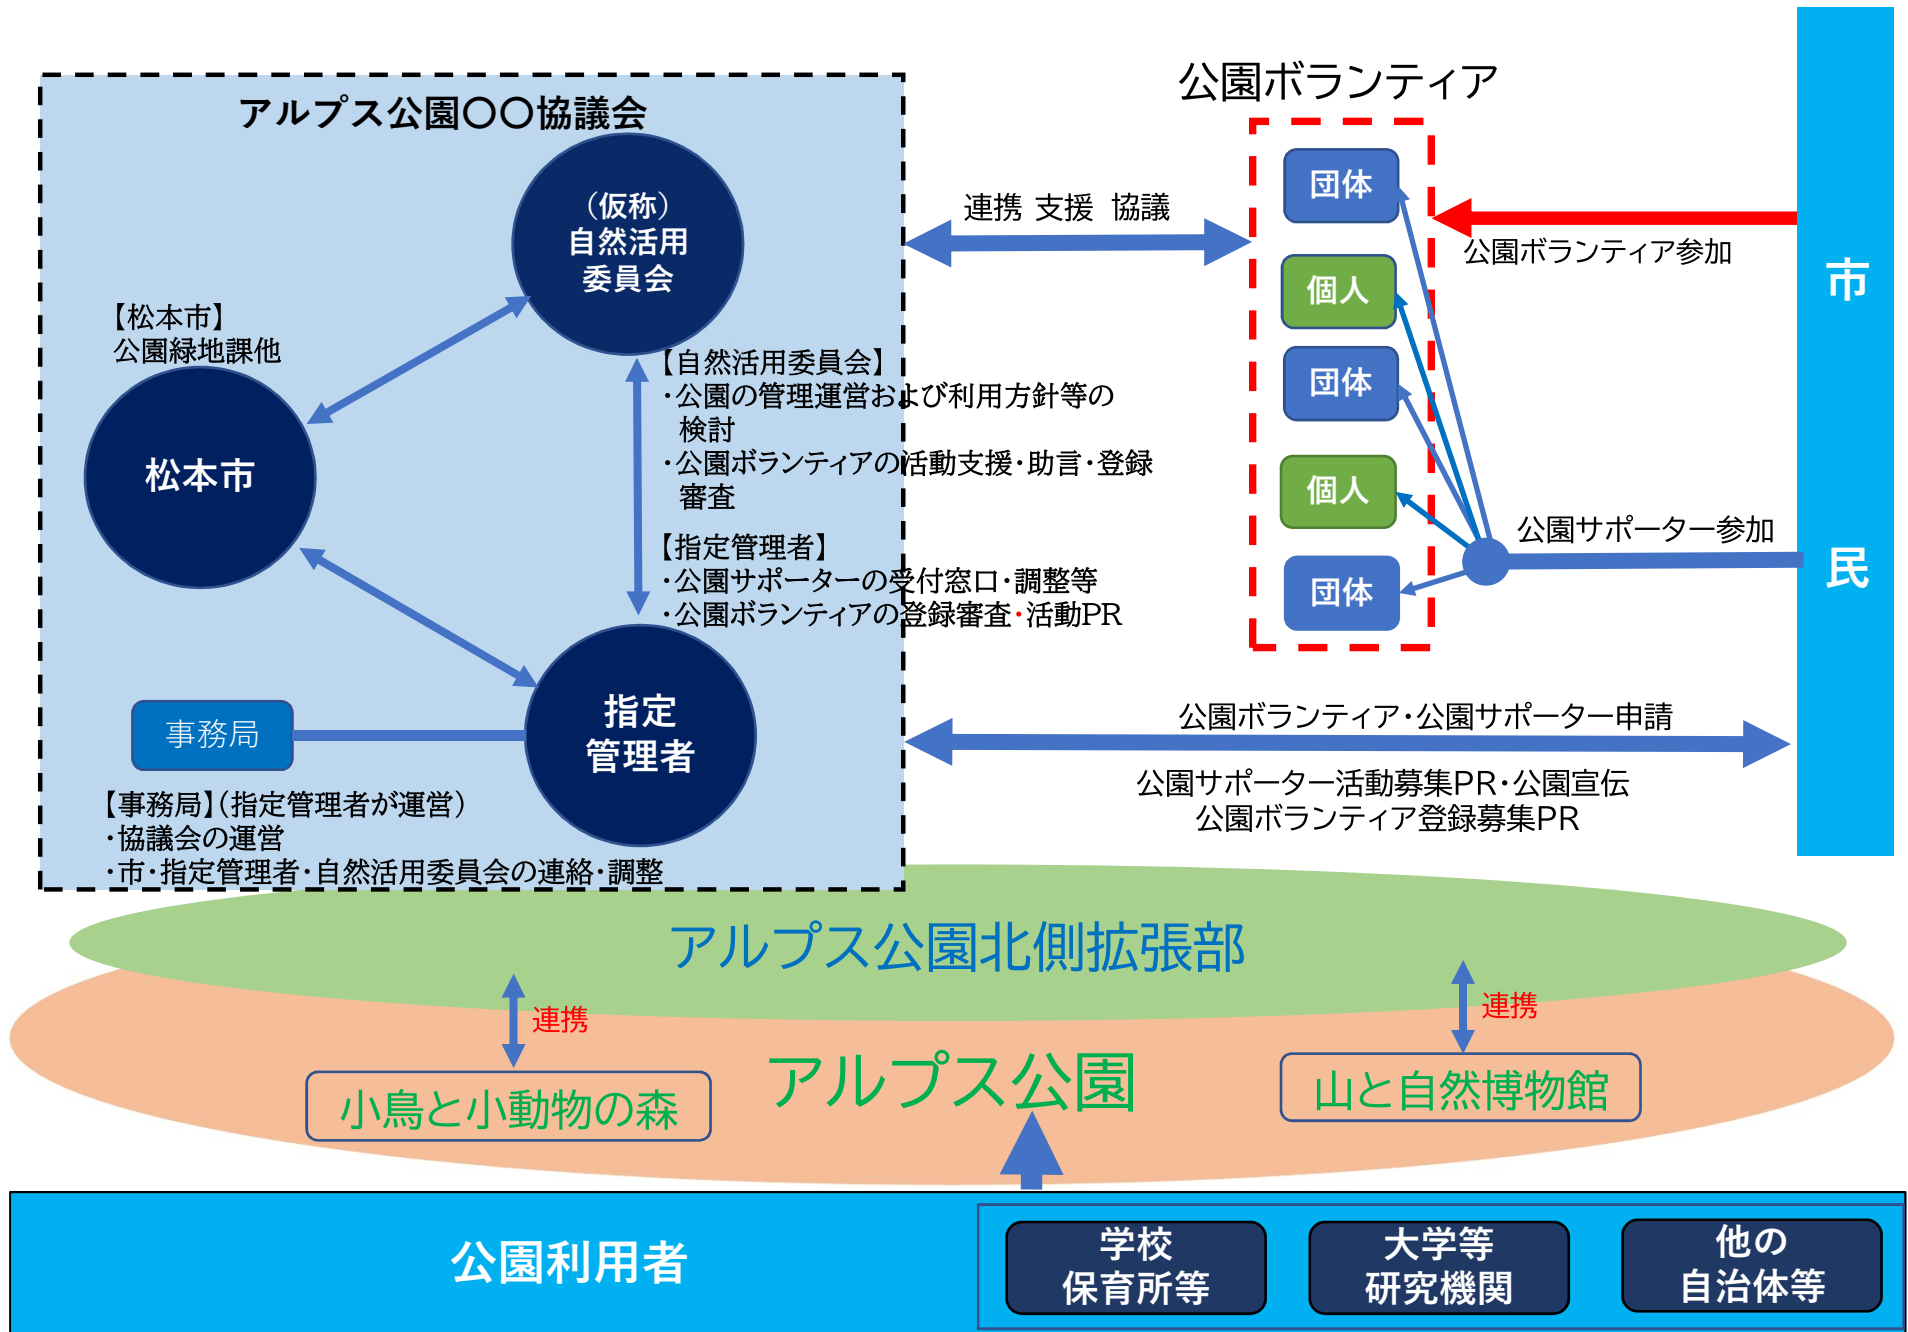 アルプス公園〇〇協議会
（仮称）
自然活用
委員会
【松本市】
公園緑地課他
松本市
【自然活用委員会】
・公園の管理運営および利用方針等の
検討
・公園ボランティアの活動支援・助言・登録
審査
【指定管理者】
・公園サポーターの受付窓口・調整等
・公園ボランティアの登録審査・活動PR
指定
管理者
事務局
【事務局】（指定管理者が運営）
・協議会の運営
・市・指定管理者・自然活用委員会の連絡・調整
連携 支援 協議
公園ボランティア
団体
個人
団体
個人
団体
公園ボランティア参加
公園サポーター参加
市
民
公園ボランティア・公園サポーター申請
公園サポーター活動募集PR・公園宣伝
公園ボランティア登録募集PR
アルプス公園北側拡張部
連携
連携
アルプス公園
小鳥と小動物の森
山と自然博物館
公園利用者
学校
保育所等
大学等
研究機関
他の
自治体等